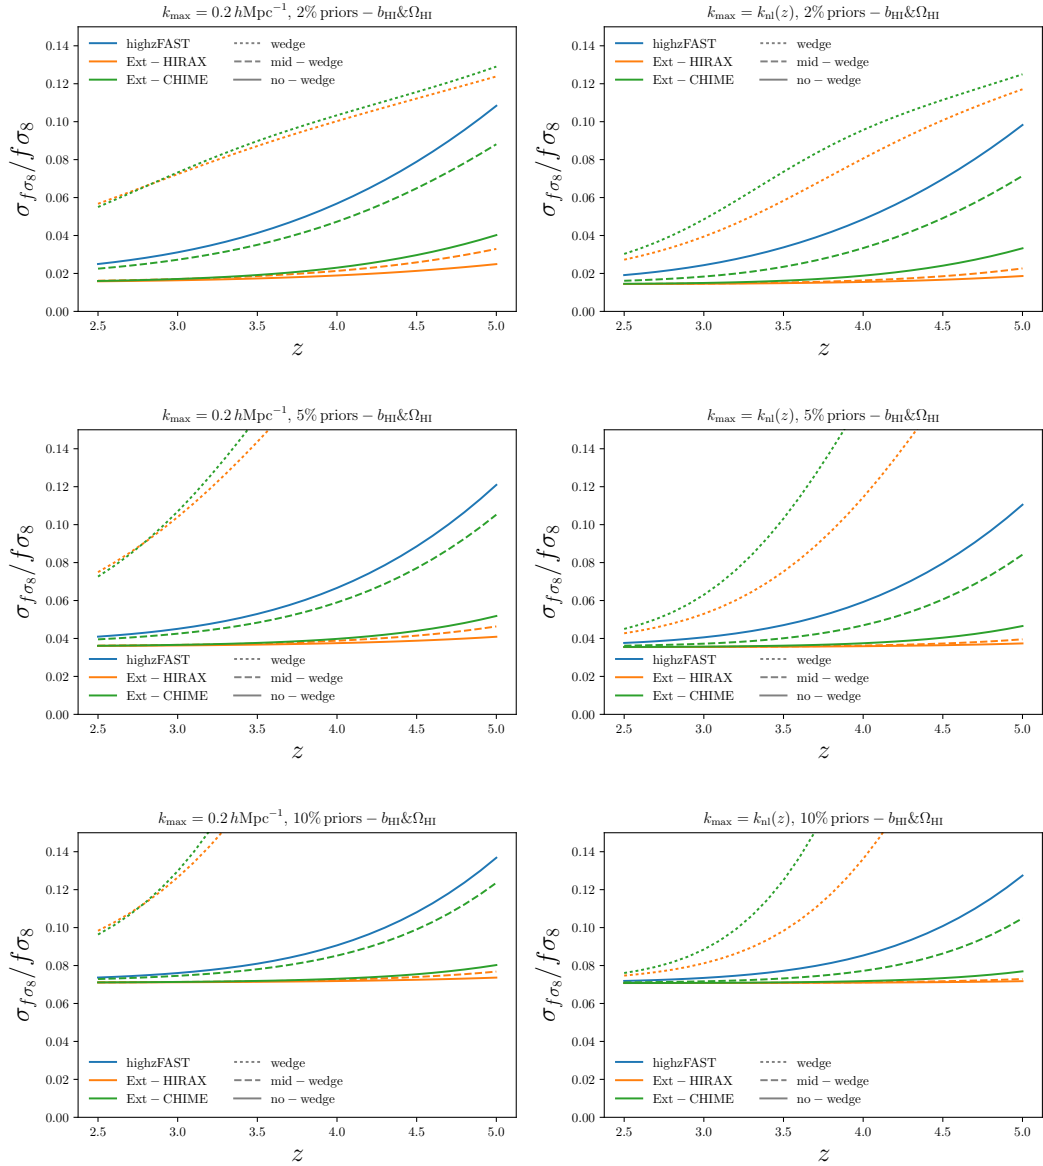 k_max = 0.2 hMpc⁻¹, 2% priors − b_HI&Ω_HI
σ_{fσ₈}/fσ₈
0.14
0.12
0.10
0.08
0.06
0.04
0.02
0.00
highzFAST
Ext − HIRAX
Ext − CHIME
wedge
mid − wedge
no − wedge
2.5 3.0 3.5 4.0 4.5 5.0
z
k_max = k_nl(z), 2% priors − b_HI&Ω_HI
σ_{fσ₈}/fσ₈
0.14
0.12
0.10
0.08
0.06
0.04
0.02
0.00
highzFAST
Ext − HIRAX
Ext − CHIME
wedge
mid − wedge
no − wedge
2.5 3.0 3.5 4.0 4.5 5.0
z
k_max = 0.2 hMpc⁻¹, 5% priors − b_HI&Ω_HI
σ_{fσ₈}/fσ₈
0.14
0.12
0.10
0.08
0.06
0.04
0.02
0.00
highzFAST
Ext − HIRAX
Ext − CHIME
wedge
mid − wedge
no − wedge
2.5 3.0 3.5 4.0 4.5 5.0
z
k_max = k_nl(z), 5% priors − b_HI&Ω_HI
σ_{fσ₈}/fσ₈
0.14
0.12
0.10
0.08
0.06
0.04
0.02
0.00
highzFAST
Ext − HIRAX
Ext − CHIME
wedge
mid − wedge
no − wedge
2.5 3.0 3.5 4.0 4.5 5.0
z
k_max = 0.2 hMpc⁻¹, 10% priors − b_HI&Ω_HI
σ_{fσ₈}/fσ₈
0.14
0.12
0.10
0.08
0.06
0.04
0.02
0.00
highzFAST
Ext − HIRAX
Ext − CHIME
wedge
mid − wedge
no − wedge
2.5 3.0 3.5 4.0 4.5 5.0
z
k_max = k_nl(z), 10% priors − b_HI&Ω_HI
σ_{fσ₈}/fσ₈
0.14
0.12
0.10
0.08
0.06
0.04
0.02
0.00
highzFAST
Ext − HIRAX
Ext − CHIME
wedge
mid − wedge
no − wedge
2.5 3.0 3.5 4.0 4.5 5.0
z